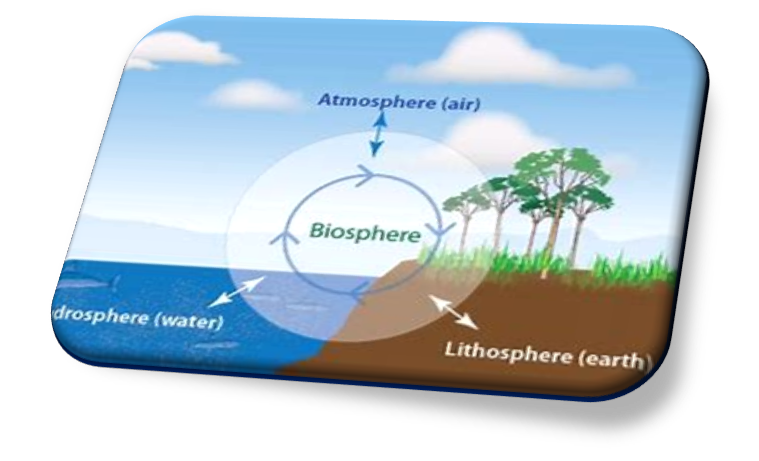 Atmosphere (air)
Biosphere
drosphere (water)
Lithosphere (earth)